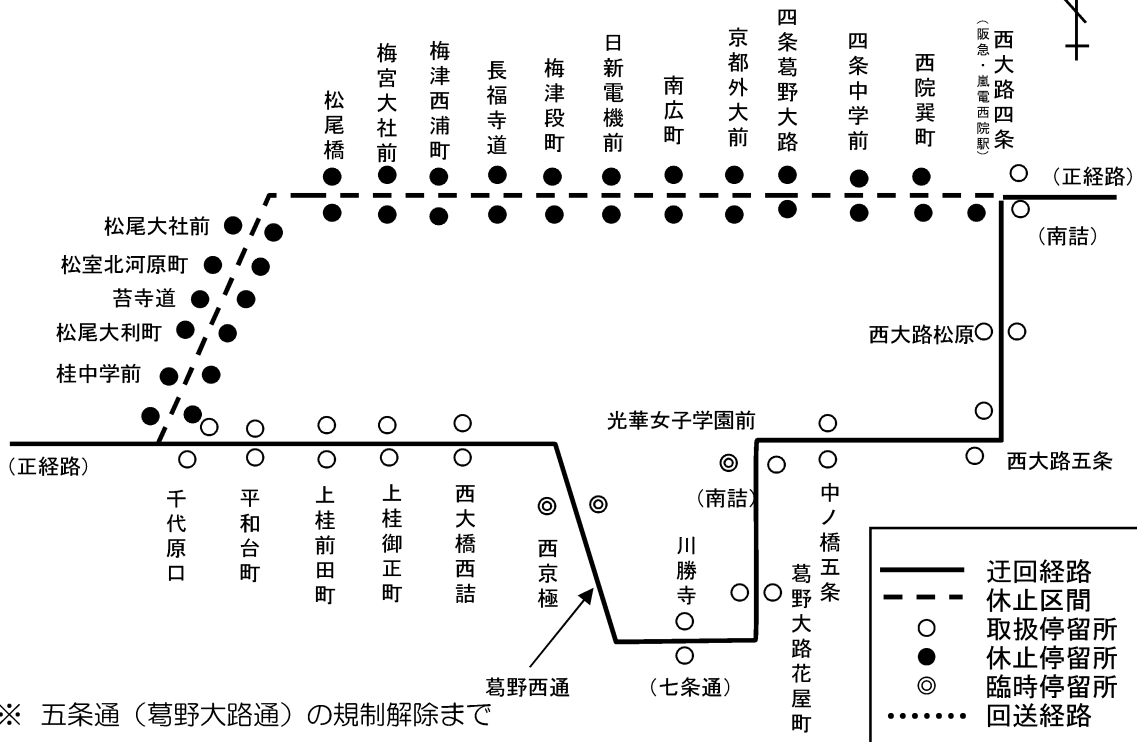 松尾橋
梅宮大社前
梅津西浦町
長福寺道
梅津段町
日新電機前
南広町
京都外大前
四条葛野大路
四条中学前
西院巽町
西大路四条
（阪急・嵐電西院駅）
（正経路）
（南詰）
松尾大社前
松室北河原町
苔寺道
松尾大利町
桂中学前
西大路松原
光華女子学園前
（正経路）
西大路五条
（南詰）
千代原口
平和台町
上桂前田町
上桂御正町
西大橋西詰
西京極
川勝寺
中ノ橋五条
葛野大路花屋町
葛野西通
（七条通）
迂回経路
休止区間
取扱停留所
休止停留所
臨時停留所
回送経路
※ 五条通（葛野大路通）の規制解除まで